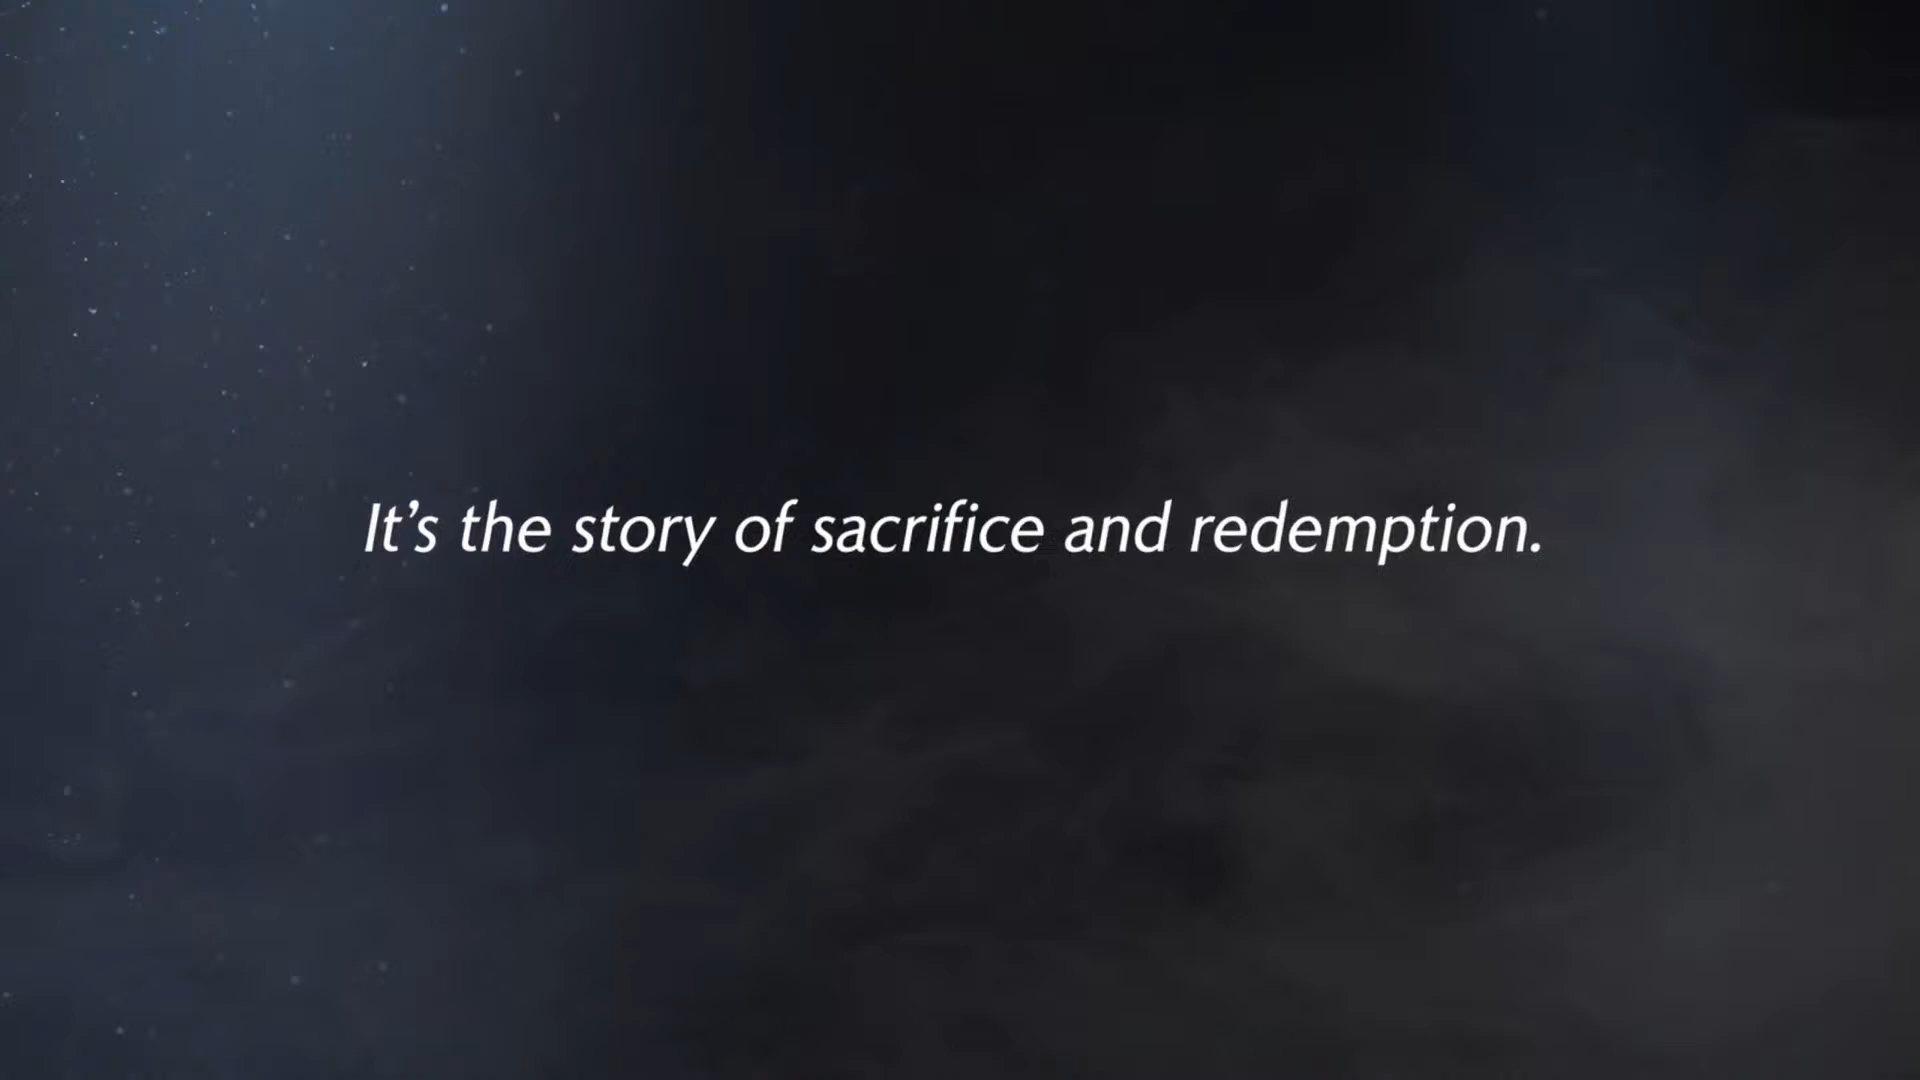 It’s the story of sacrifice and redemption.